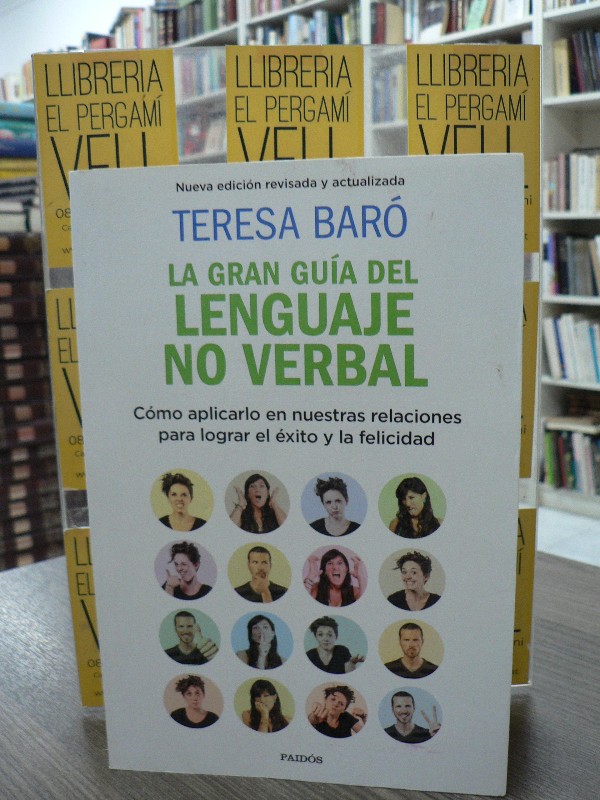 LLIBRERIA
EL PERGAMÍ
VELL
LLIBRERIA
EL PERGAMÍ
LLIBRERIA
EL PERGAMÍ
Nueva edición revisada y actualizada
TERESA BARÓ
LA GRAN GUÍA DEL
LENGUAJE
NO VERBAL
Cómo aplicarlo en nuestras relaciones
para lograr el éxito y la felicidad
PAIDÓS